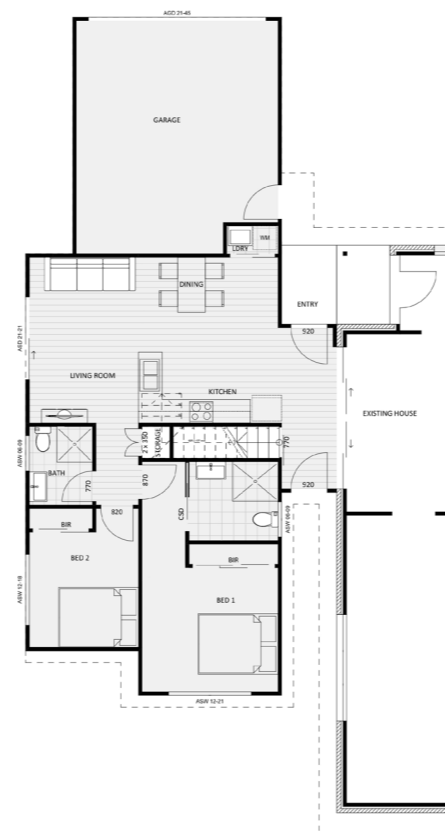 AGD 21-45
GARAGE
LDRY
WM
DINING
ENTRY
520
ASD 21-21
LIVING ROOM
KITCHEN
EXISTING HOUSE
2 x 350
STORAGE
770
ASW 06-09
BATH
770
870
520
820
CSD
ASW 06-09
BIR
BED 2
BIR
ASW 12-18
BED 1
ASW 12-21